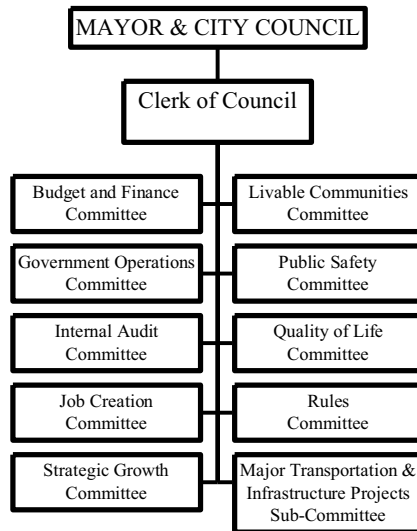 MAYOR & CITY COUNCIL
Clerk of Council
Budget and Finance
Committee
Livable Communities
Committee
Government Operations
Committee
Public Safety
Committee
Internal Audit
Committee
Quality of Life
Committee
Job Creation
Committee
Rules
Committee
Strategic Growth
Committee
Major Transportation &
Infrastructure Projects
Sub-Committee